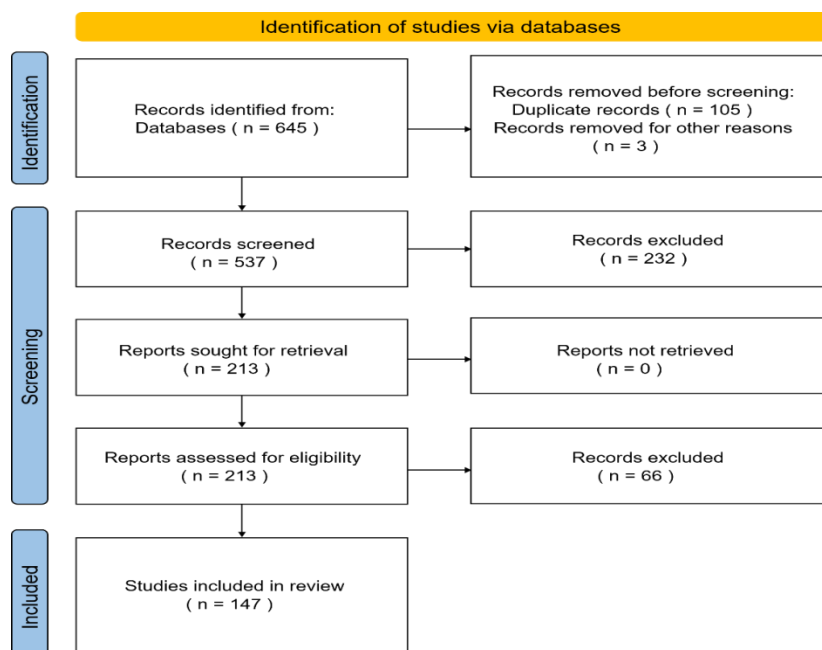 Identification of studies via databases
Identification
Records identified from:
Databases ( n = 645 )
Records removed before screening:
Duplicate records ( n = 105 )
Records removed for other reasons
( n = 3 )
Screening
Records screened
( n = 537 )
Records excluded
( n = 232 )
Reports sought for retrieval
( n = 213 )
Reports not retrieved
( n = 0 )
Reports assessed for eligibility
( n = 213 )
Records excluded
( n = 66 )
Included
Studies included in review
( n = 147 )